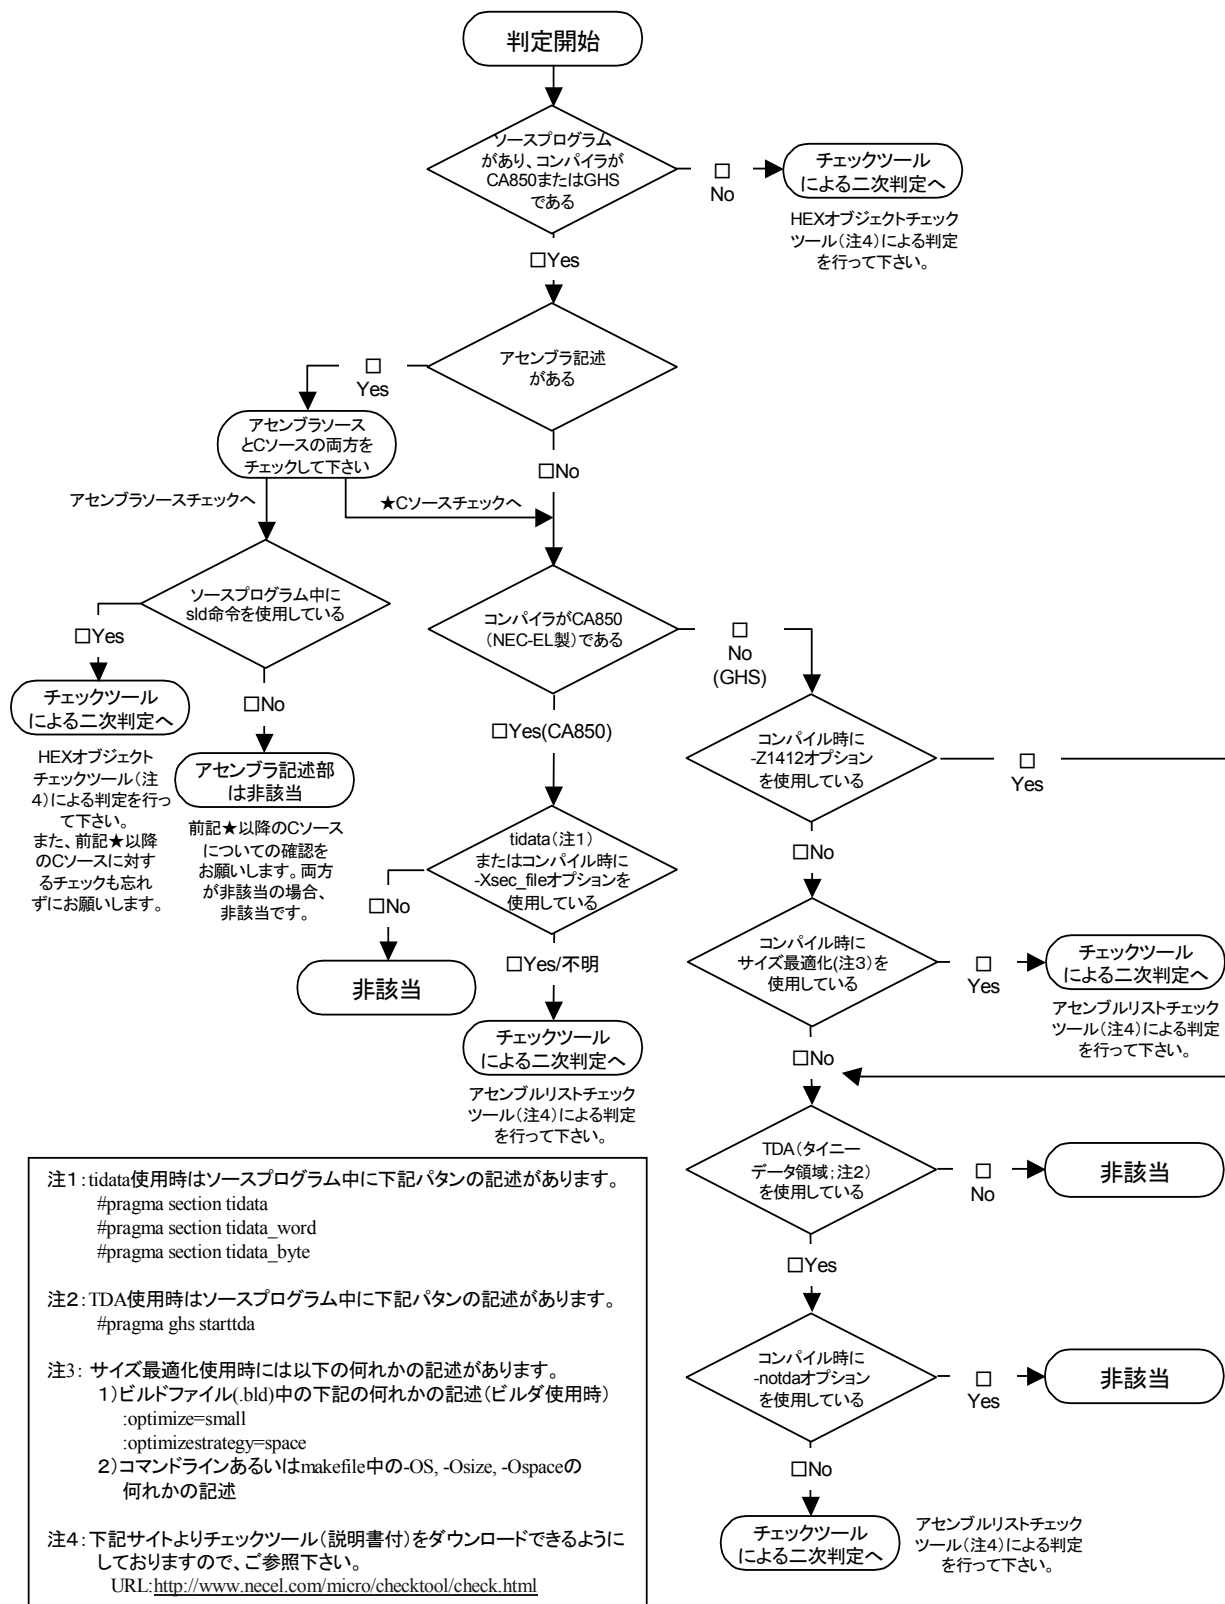 判定開始
ソースプログラム
があり、コンパイラが
CA850またはGHS
である
□
No
チェックツール
による二次判定へ
HEXオブジェクトチェック
ツール(注4)による判定
を行って下さい。
□Yes
アセンブラ記述
がある
□
Yes
アセンブラソース
とCソースの両方を
チェックして下さい
□No
アセンブラソースチェックへ
★Cソースチェックへ
ソースプログラム中に
sld命令を使用している
□Yes
チェックツール
による二次判定へ
HEXオブジェクト
チェックツール(注
4)による判定を行っ
て下さい。
また、前記★以降
のCソースに対す
るチェックも忘れ
ずにお願いします。
□No
アセンブラ記述部
は非該当
前記★以降のCソース
についての確認を
お願いします。両方
が非該当の場合、
非該当です。
コンパイラがCA850
(NEC-EL製)である
□
No
(GHS)
□Yes(CA850)
tidata(注1)
またはコンパイル時に
-Xsec_fileオプションを
使用している
□No
非該当
□Yes/不明
チェックツール
による二次判定へ
アセンブルリストチェック
ツール(注4)による判定
を行って下さい。
コンパイル時に
-Z1412オプション
を使用している
□
Yes
□No
コンパイル時に
サイズ最適化(注3)を
使用している
□
Yes
チェックツール
による二次判定へ
アセンブルリストチェック
ツール(注4)による判定
を行って下さい。
□No
TDA(タイニー
データ領域;注2)
を使用している
□
No
非該当
□Yes
コンパイル時に
-notdaオプション
を使用している
□
Yes
非該当
□No
チェックツール
による二次判定へ
アセンブルリストチェック
ツール(注4)による判定
を行って下さい。
注1:tidata使用時はソースプログラム中に下記パタンの記述があります。
#pragma section tidata
#pragma section tidata_word
#pragma section tidata_byte
注2:TDA使用時はソースプログラム中に下記パタンの記述があります。
#pragma ghs starttda
注3: サイズ最適化使用時には以下の何れかの記述があります。
1)ビルドファイル(.bld)中の下記の何れかの記述(ビルダ使用時)
:optimize=small
:optimizestrategy=space
2)コマンドラインあるいはmakefile中の-OS, -Osize, -Ospaceの
何れかの記述
注4:下記サイトよりチェックツール(説明書付)をダウンロードできるように
しておりますので、ご参照下さい。
URL:http://www.necel.com/micro/checktool/check.html